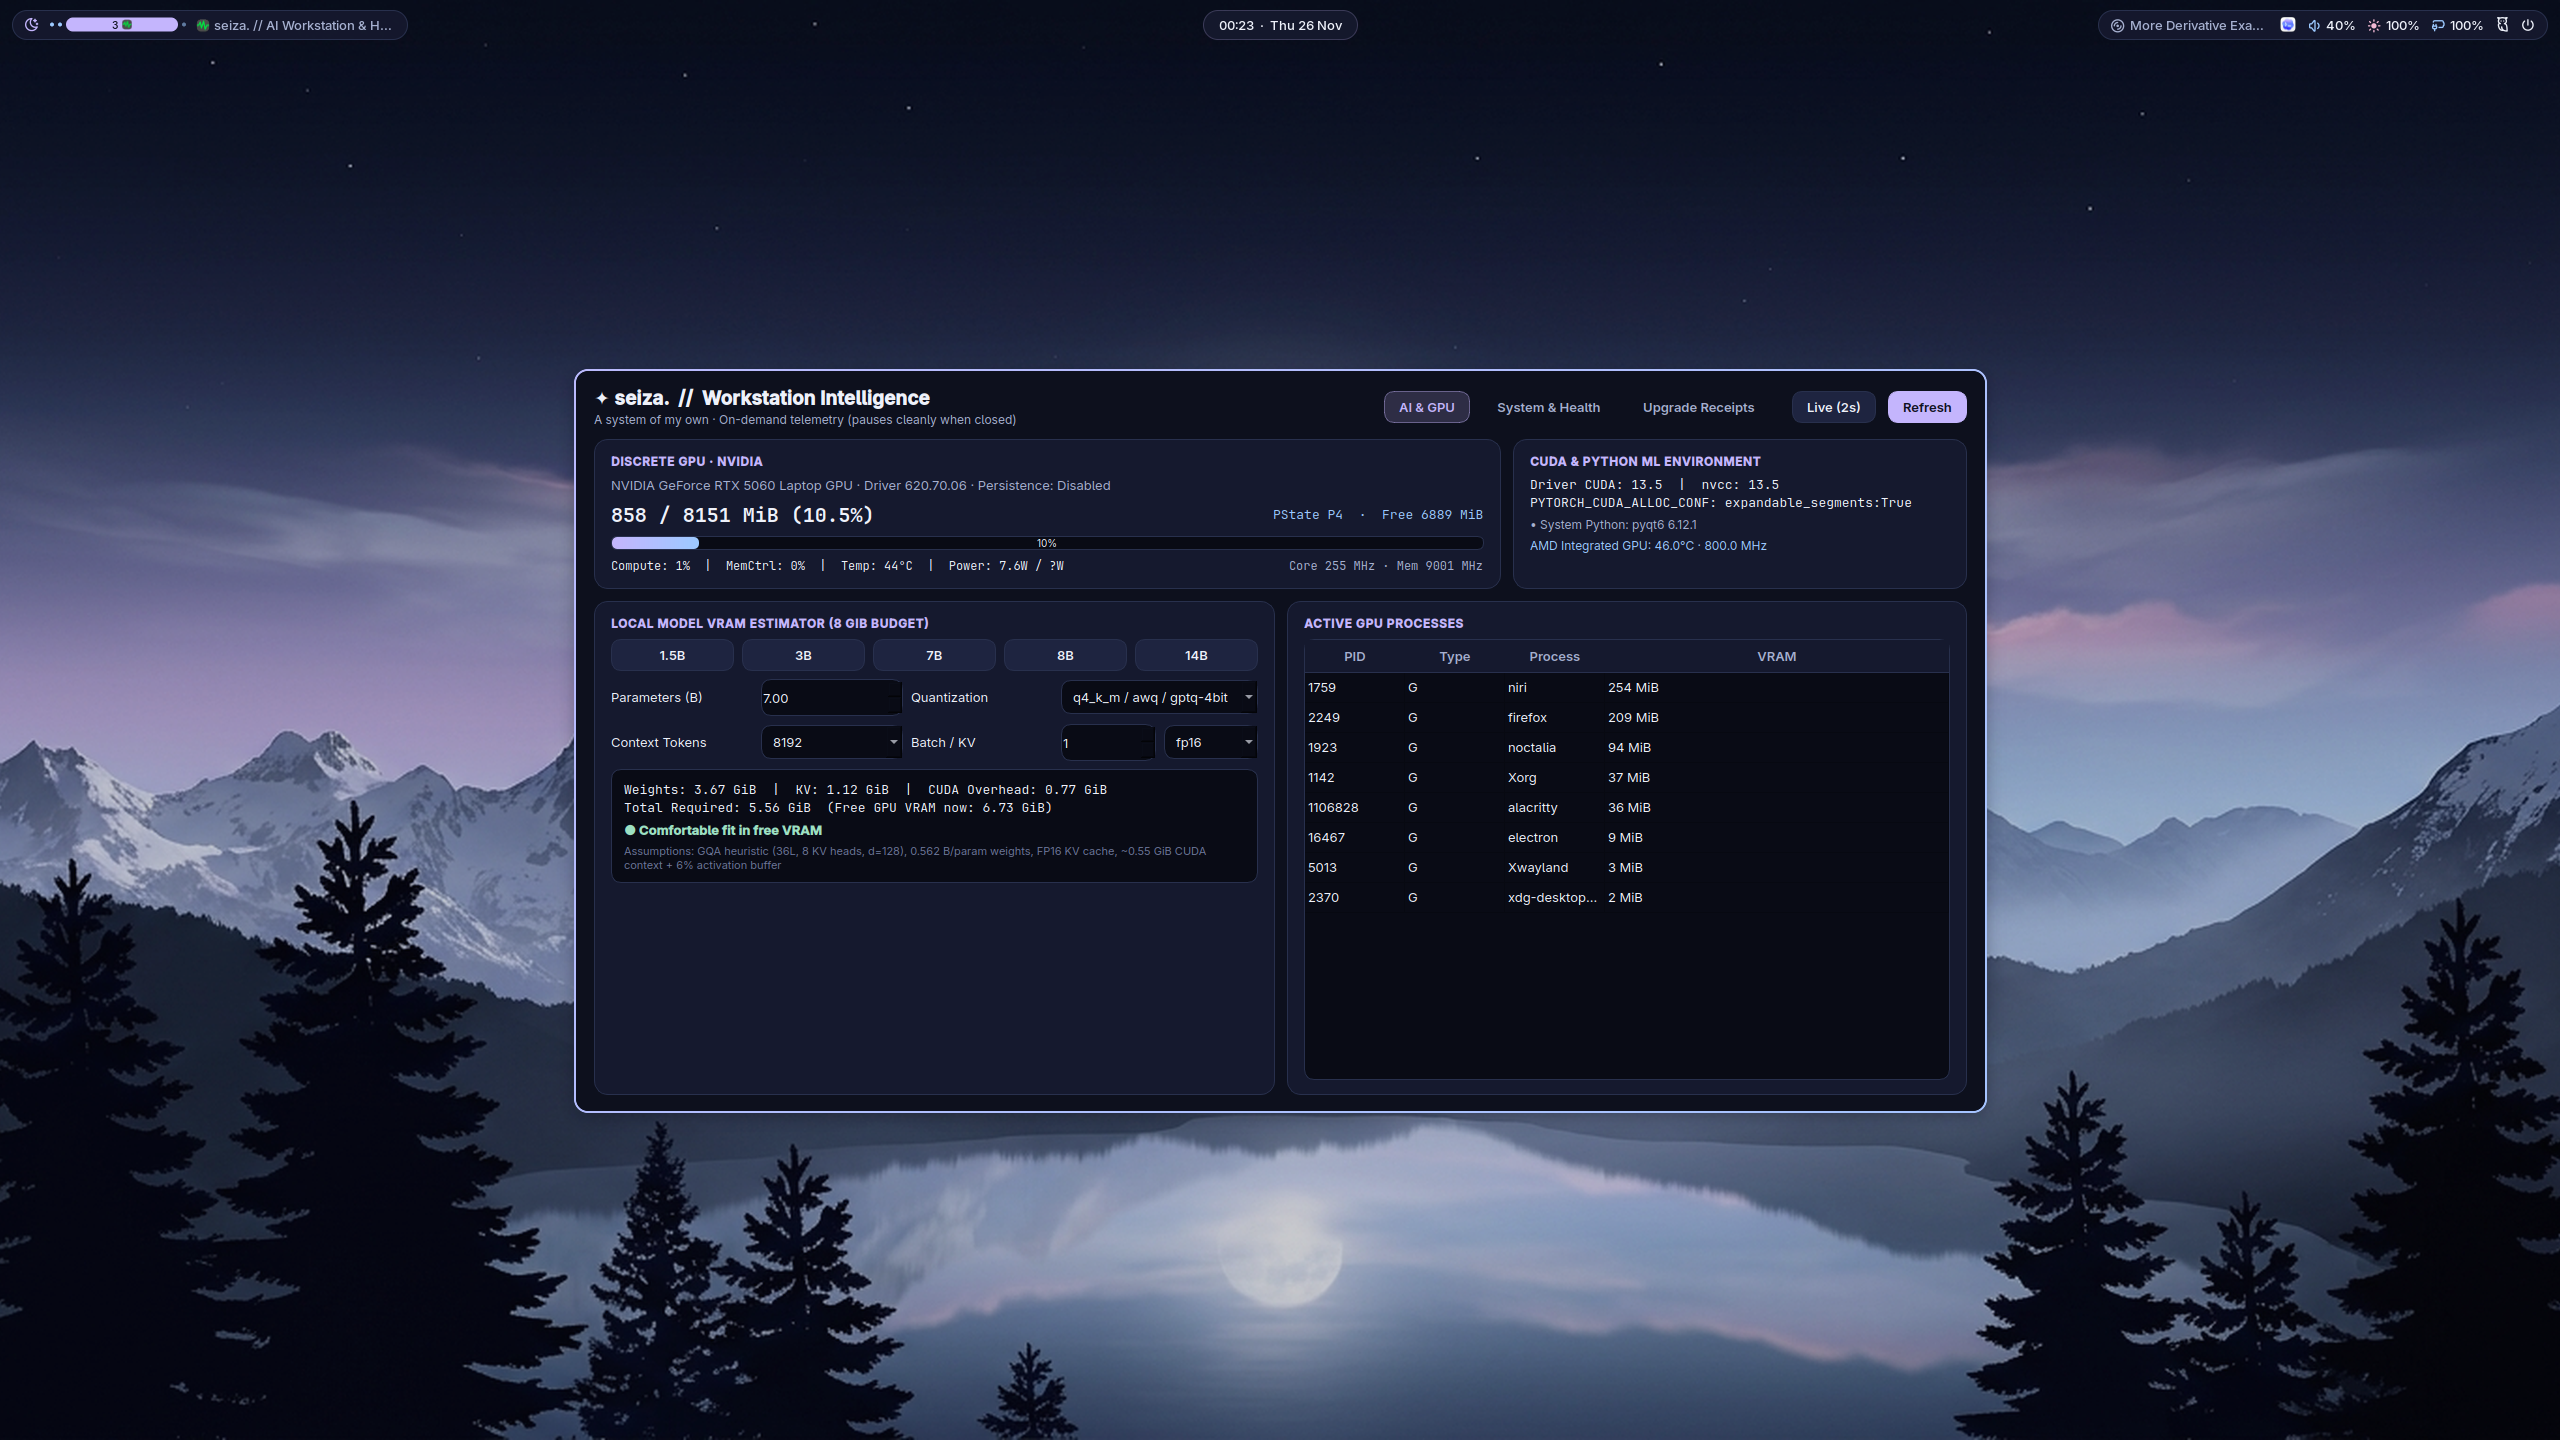 3
seiza. // AI Workstation & H...
00:23 · Thu 26 Nov
More Derivative Exa...
40%
100%
100%
✦ seiza. // Workstation Intelligence
A system of my own · On-demand telemetry (pauses cleanly when closed)
AI & GPU
System & Health
Upgrade Receipts
Live (2s)
Refresh
DISCRETE GPU · NVIDIA
NVIDIA GeForce RTX 5060 Laptop GPU · Driver 620.70.06 · Persistence: Disabled
858 / 8151 MiB (10.5%)
PState P4 · Free 6889 MiB
10%
Compute: 1% | MemCtrl: 0% | Temp: 44°C | Power: 7.6W / ?W
Core 255 MHz · Mem 9001 MHz
CUDA & PYTHON ML ENVIRONMENT
Driver CUDA: 13.5 | nvcc: 13.5
PYTORCH_CUDA_ALLOC_CONF: expandable_segments:True
• System Python: pyqt6 6.12.1
AMD Integrated GPU: 46.0°C · 800.0 MHz
LOCAL MODEL VRAM ESTIMATOR (8 GIB BUDGET)
1.5B 3B 7B 8B 14B
Parameters (B) 7.00 Quantization q4_k_m / awq / gptq-4bit
Context Tokens 8192 Batch / KV 1 fp16
Weights: 3.67 GiB | KV: 1.12 GiB | CUDA Overhead: 0.77 GiB
Total Required: 5.56 GiB (Free GPU VRAM now: 6.73 GiB)
● Comfortable fit in free VRAM
Assumptions: GQA heuristic (36L, 8 KV heads, d=128), 0.562 B/param weights, FP16 KV cache, ~0.55 GiB CUDA
context + 6% activation buffer
ACTIVE GPU PROCESSES
PID Type Process VRAM
1759 G niri 254 MiB
2249 G firefox 209 MiB
1923 G noctalia 94 MiB
1142 G Xorg 37 MiB
1106828 G alacritty 36 MiB
16467 G electron 9 MiB
5013 G Xwayland 3 MiB
2370 G xdg-desktop... 2 MiB